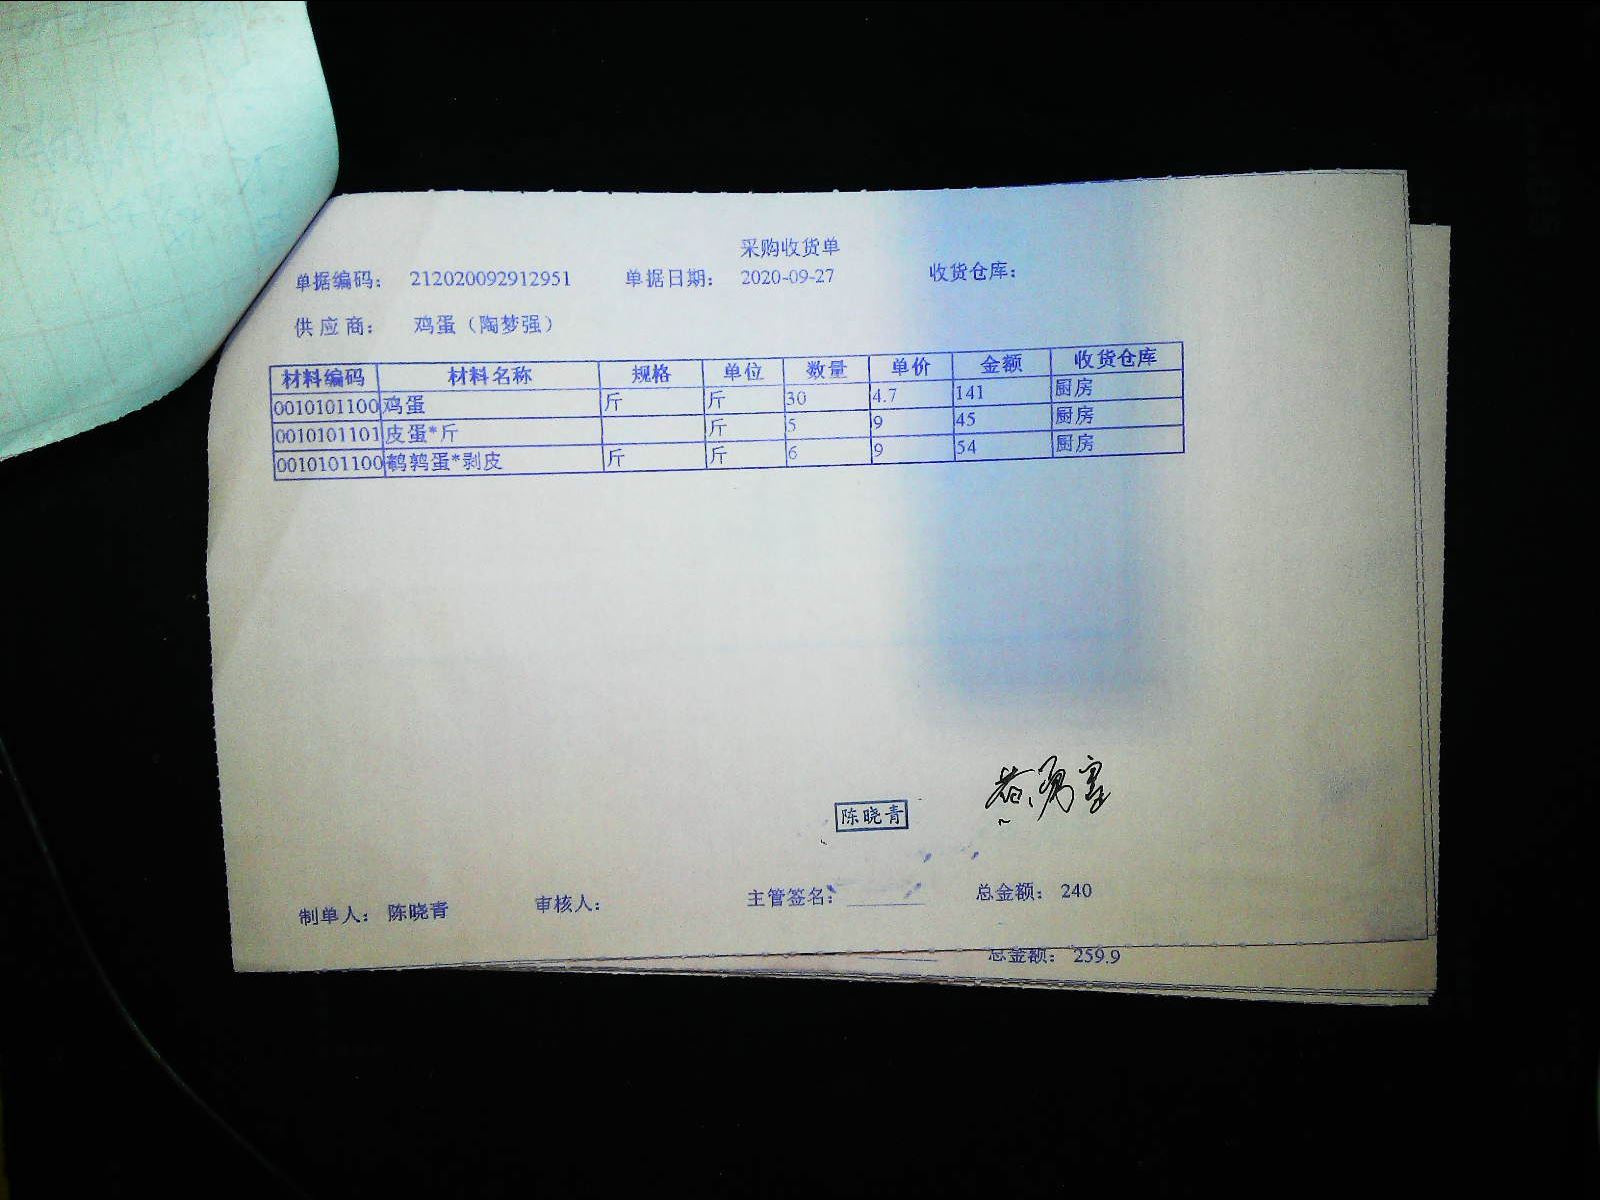 采购收货单
单据编码： 212020092912951 单据日期： 2020-09-27 收货仓库：
供应商： 鸡蛋（陶梦强）
材料编码 材料名称 规格 单位 数量 单价 金额 收货仓库
0010101100 鸡蛋 斤 斤 30 4.7 141 厨房
0010101101 皮蛋*斤 斤 5 9 45 厨房
0010101100 鹌鹑蛋*剥皮 斤 斤 6 9 54 厨房
陈晓青
制单人： 陈晓青 审核人： 主管签名： 总金额： 240
总金额： 259.9